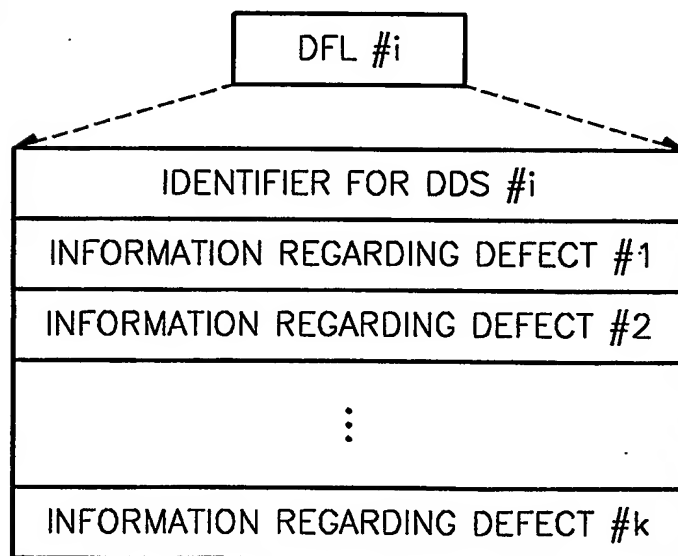 DFL #i
IDENTIFIER FOR DDS #i
INFORMATION REGARDING DEFECT #1
INFORMATION REGARDING DEFECT #2
⋮
INFORMATION REGARDING DEFECT #k